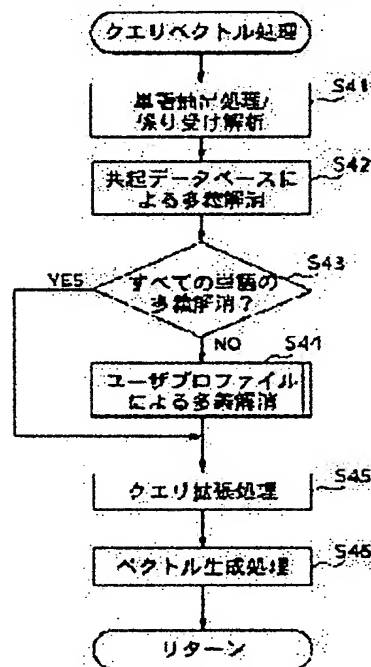 クエリベクトル処理
S41
単語抽出処理/
係り受け解析
S42
共起データベースに
よる多義解消
S43
YES
すべての単語の
多義解消?
NO
S44
ユーザプロファイル
による多義解消
S45
クエリ拡張処理
S46
ベクトル生成処理
リターン